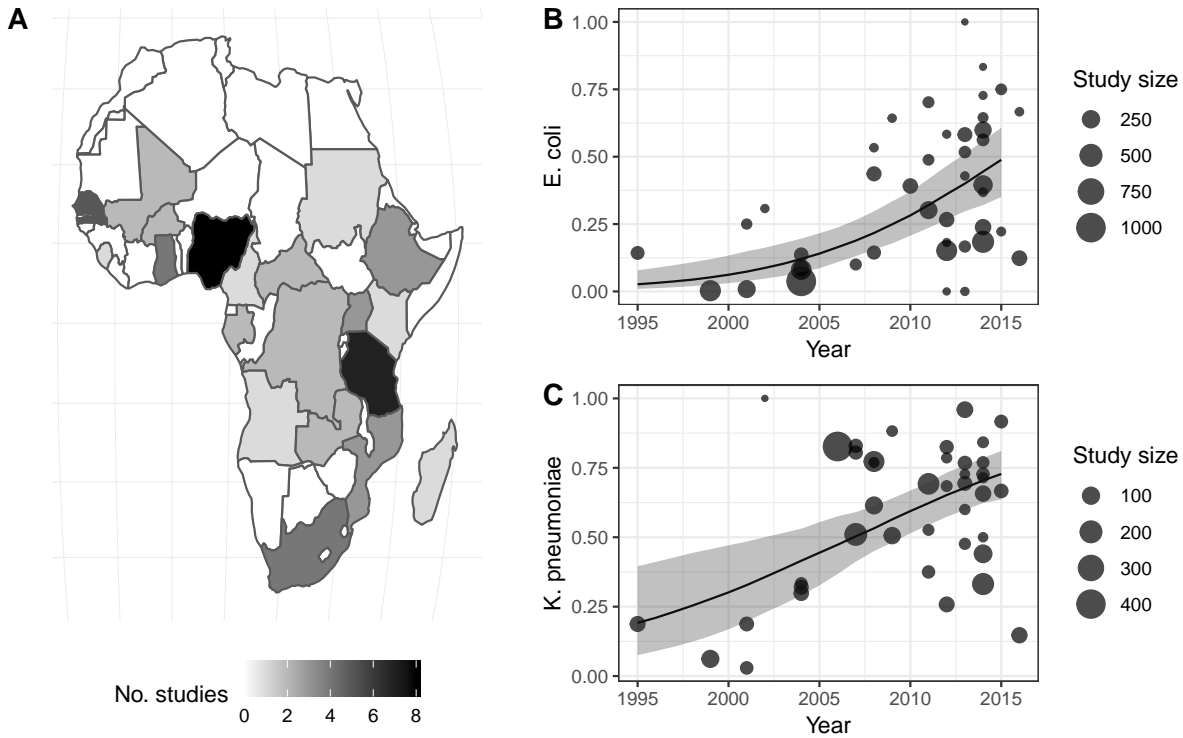 A
No. studies
0 2 4 6 8
B
1.00
0.75
0.50
0.25
0.00
E. coli
1995 2000 2005 2010 2015
Year
Study size
250
500
750
1000
C
1.00
0.75
0.50
0.25
0.00
K. pneumoniae
1995 2000 2005 2010 2015
Year
Study size
100
200
300
400